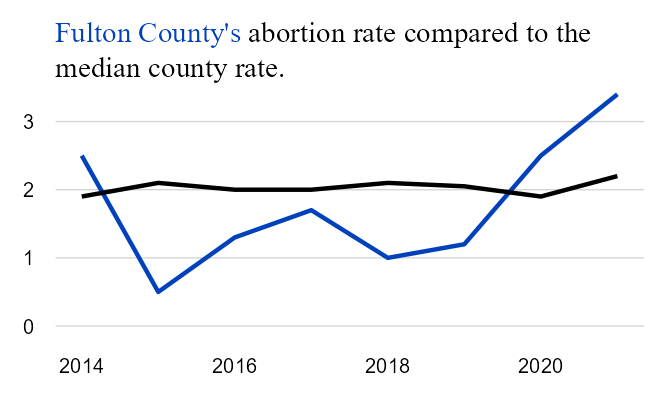 Fulton County's abortion rate compared to the
median county rate.
3
2
1
0
2014 2016 2018 2020